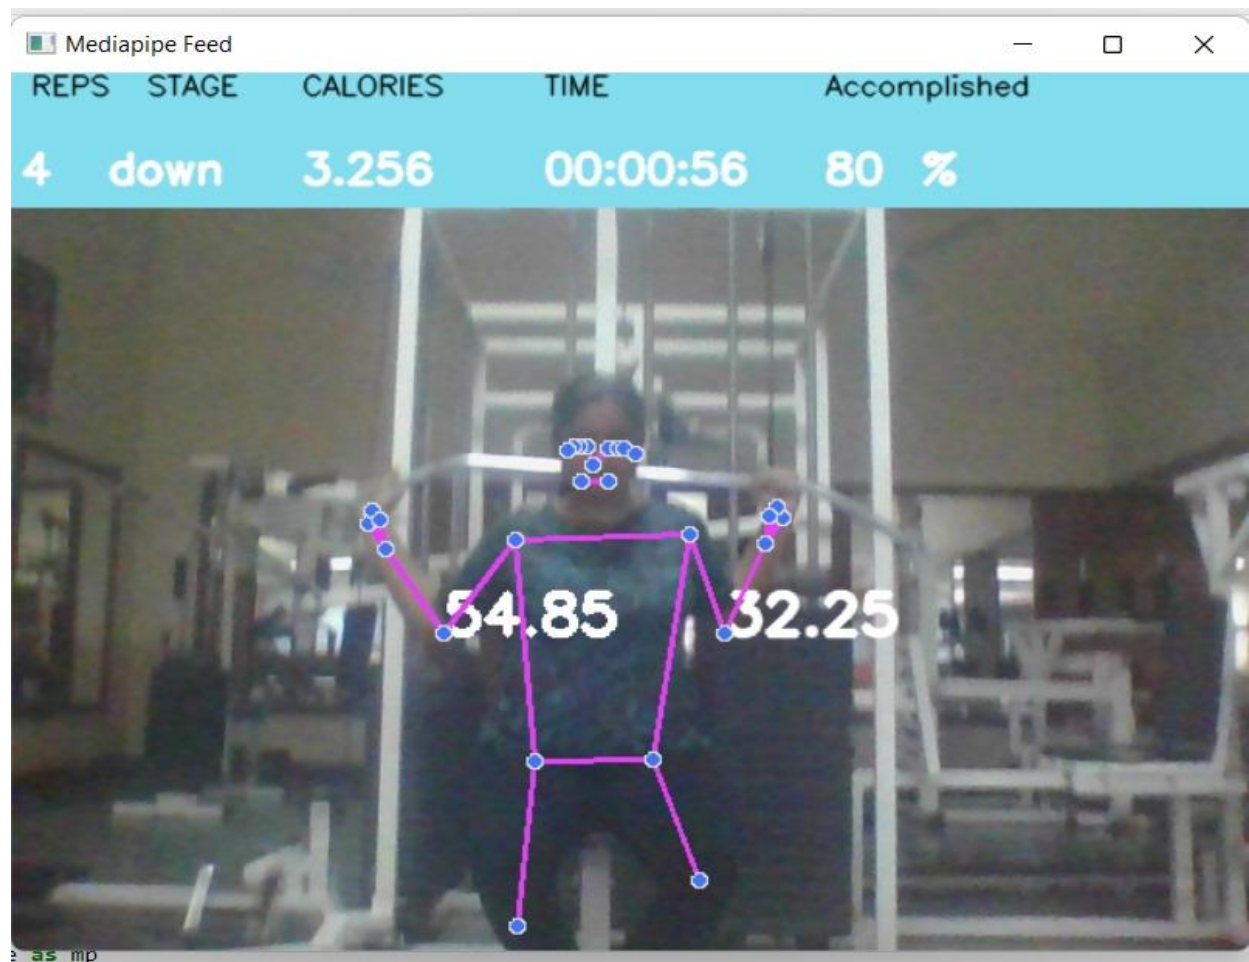 Mediapipe Feed
REPS STAGE CALORIES TIME Accomplished
4 down 3.256 00:00:56 80 %
54.85 32.25
e as mp